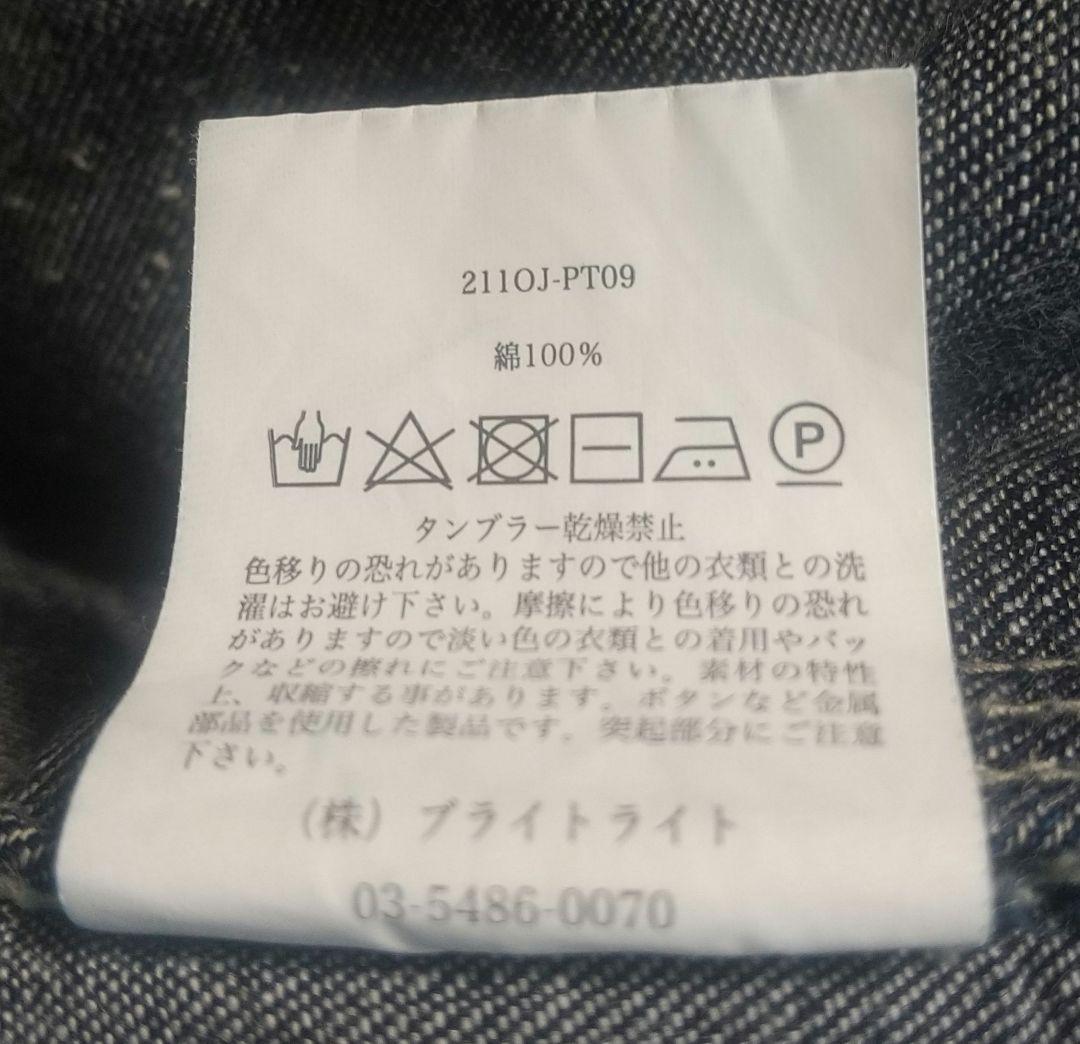 211OJ-PT09
綿100%
P
タンブラー乾燥禁止
色移りの恐れがありますので他の衣類との洗
濯はお避け下さい。摩擦により色移りの恐れ
がありますので淡い色の衣類との着用やバッ
クなどの擦れにご注意下さい。素材の特性
上、収縮する事があります。ボタンなど金属
部品を使用した製品です。突起部分にご注意
下さい。
（株）ブライトライト
03-5486-0070